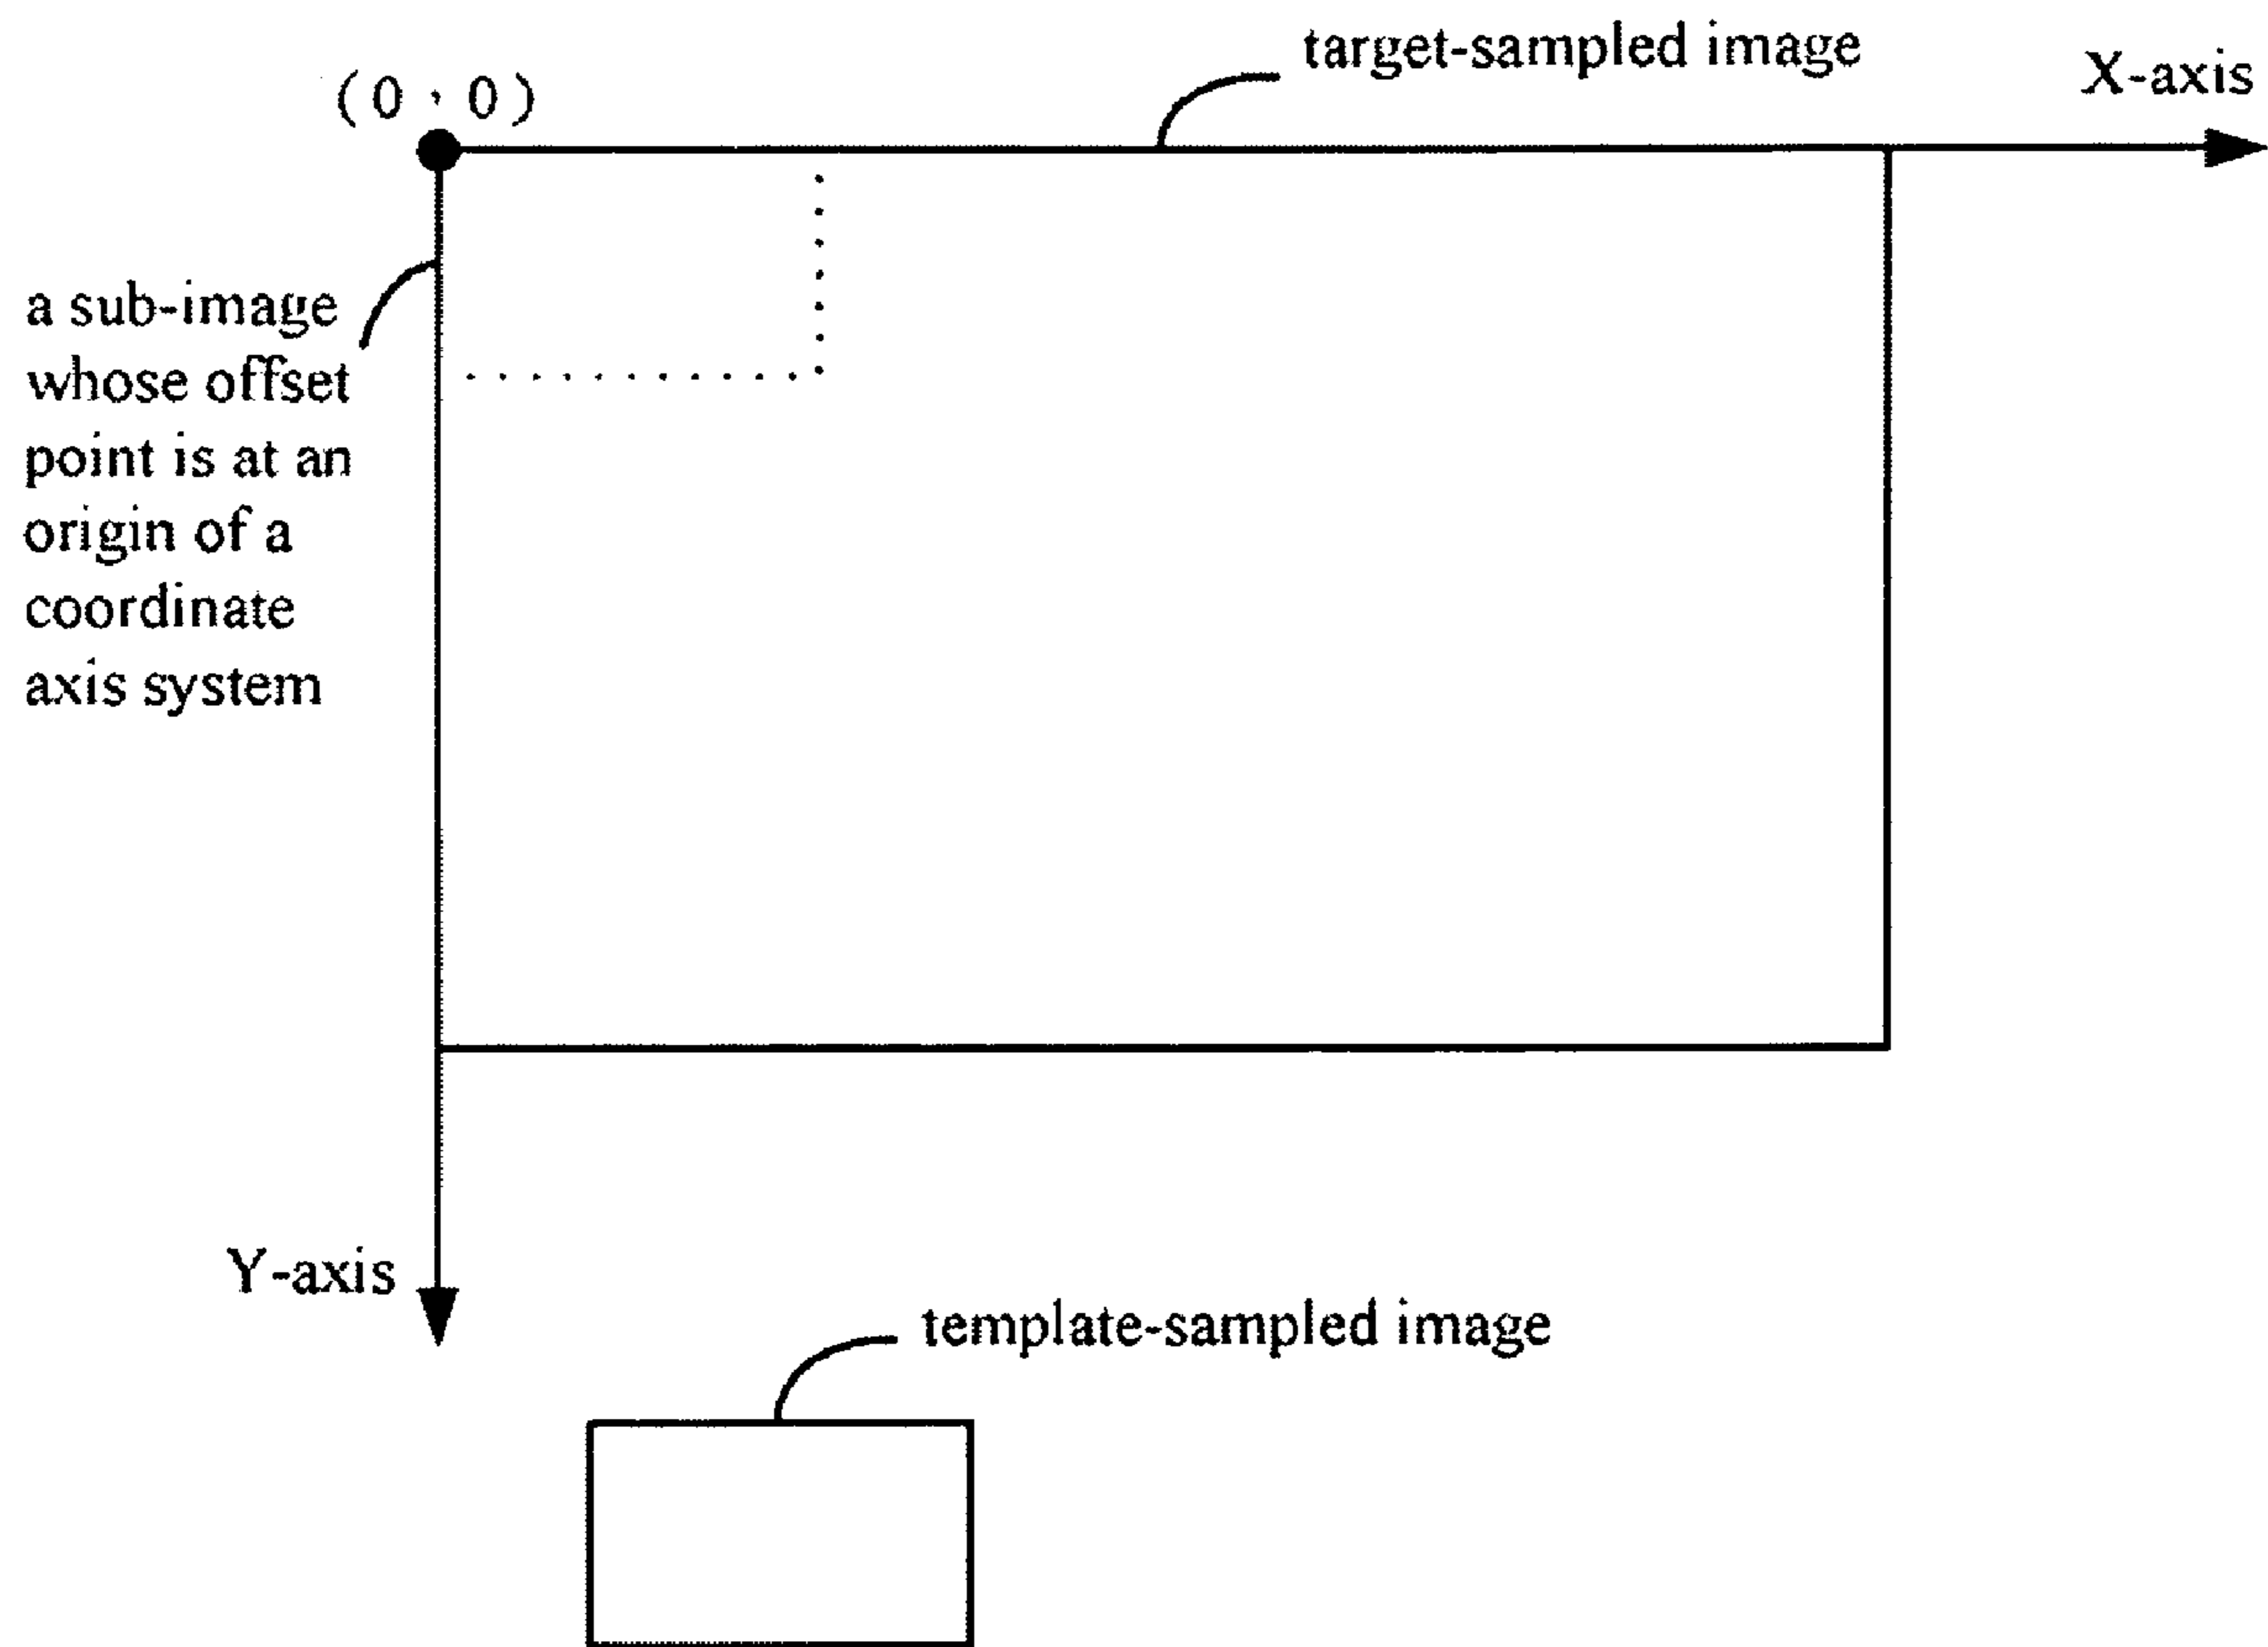 target-sampled image
X-axis
(0, 0)
a sub-image
whose offset
point is at an
origin of a
coordinate
axis system
Y-axis
template-sampled image